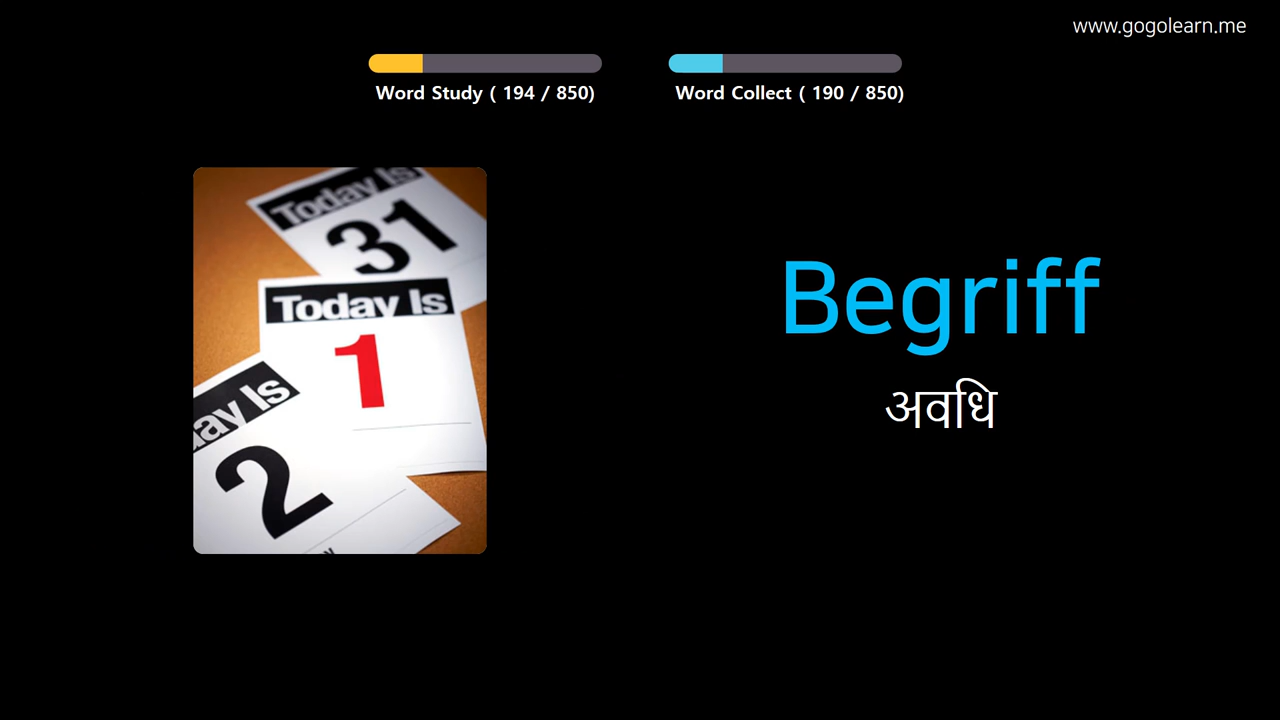 www.gogolearn.me
Word Study ( 194 / 850)
Word Collect ( 190 / 850)
Today Is
31
Today Is
1
day Is
2
Begriff
अवधि